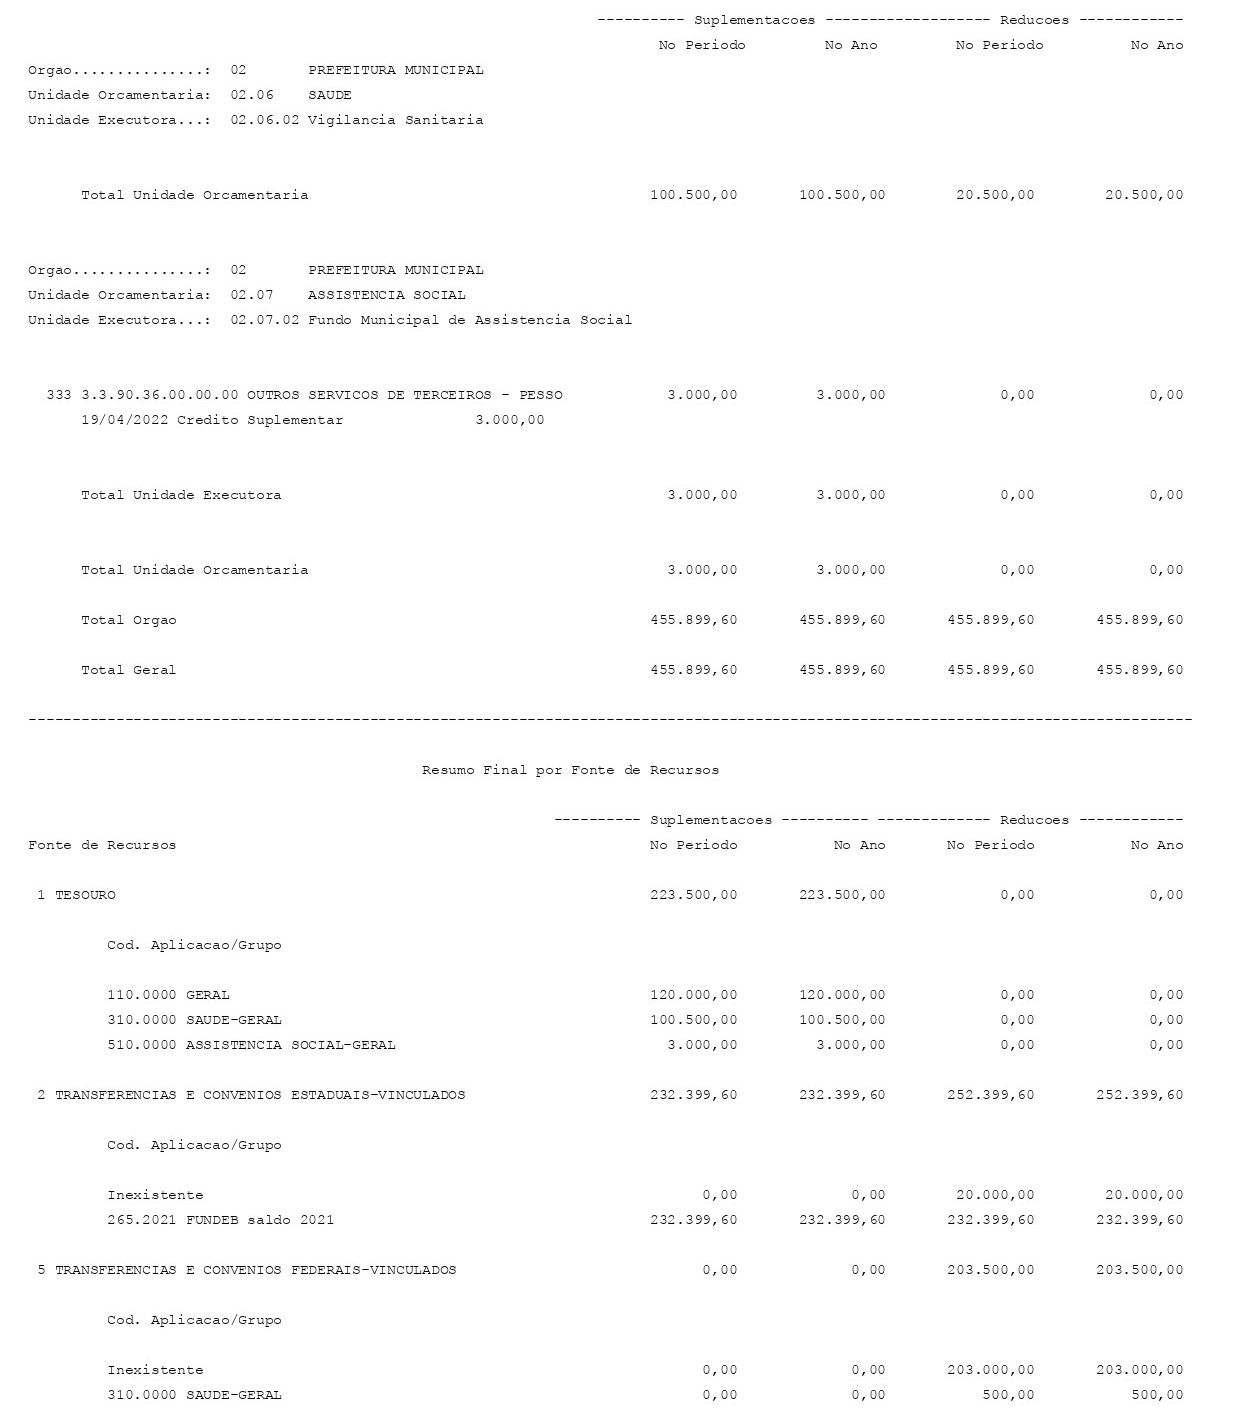 ---------- Suplementacoes ------------------- Reducoes ------------
No Periodo No Ano No Periodo No Ano
Orgao...............: 02 PREFEITURA MUNICIPAL
Unidade Orcamentaria: 02.06 SAUDE
Unidade Executora...: 02.06.02 Vigilancia Sanitaria
Total Unidade Orcamentaria 100.500,00 100.500,00 20.500,00 20.500,00
Orgao...............: 02 PREFEITURA MUNICIPAL
Unidade Orcamentaria: 02.07 ASSISTENCIA SOCIAL
Unidade Executora...: 02.07.02 Fundo Municipal de Assistencia Social
333 3.3.90.36.00.00.00 OUTROS SERVICOS DE TERCEIROS - PESSO 3.000,00 3.000,00 0,00 0,00
19/04/2022 Credito Suplementar 3.000,00
Total Unidade Executora 3.000,00 3.000,00 0,00 0,00
Total Unidade Orcamentaria 3.000,00 3.000,00 0,00 0,00
Total Orgao 455.899,60 455.899,60 455.899,60 455.899,60
Total Geral 455.899,60 455.899,60 455.899,60 455.899,60
-------------------------------------------------------------------------------------------------------------------------------------
Resumo Final por Fonte de Recursos
---------- Suplementacoes ---------- ------------- Reducoes ------------
Fonte de Recursos No Periodo No Ano No Periodo No Ano
1 TESOURO 223.500,00 223.500,00 0,00 0,00
Cod. Aplicacao/Grupo
110.0000 GERAL 120.000,00 120.000,00 0,00 0,00
310.0000 SAUDE-GERAL 100.500,00 100.500,00 0,00 0,00
510.0000 ASSISTENCIA SOCIAL-GERAL 3.000,00 3.000,00 0,00 0,00
2 TRANSFERENCIAS E CONVENIOS ESTADUAIS-VINCULADOS 232.399,60 232.399,60 252.399,60 252.399,60
Cod. Aplicacao/Grupo
Inexistente 0,00 0,00 20.000,00 20.000,00
265.2021 FUNDEB saldo 2021 232.399,60 232.399,60 232.399,60 232.399,60
5 TRANSFERENCIAS E CONVENIOS FEDERAIS-VINCULADOS 0,00 0,00 203.500,00 203.500,00
Cod. Aplicacao/Grupo
Inexistente 0,00 0,00 203.000,00 203.000,00
310.0000 SAUDE-GERAL 0,00 0,00 500,00 500,00